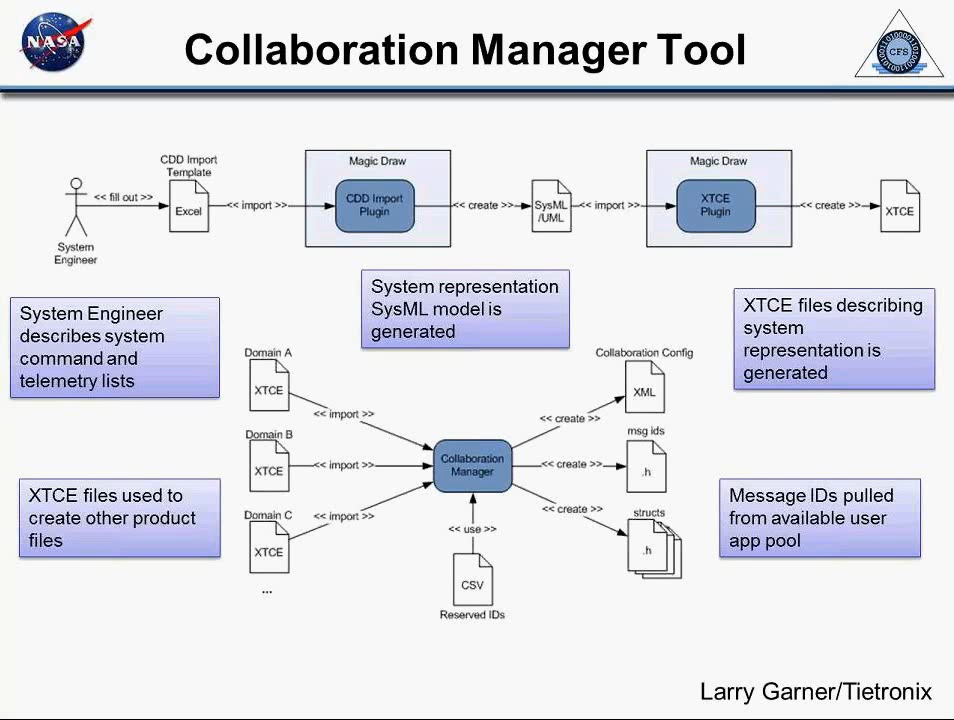 NASA
Collaboration Manager Tool
CFS
CDD Import
Template
Magic Draw
Magic Draw
<< fill out >>
Excel
<< import >>
CDD Import
Plugin
<< create >>
SysML
/UML
<< import >>
XTCE
Plugin
<< create >>
XTCE
System
Engineer
System Engineer
describes system
command and
telemetry lists
System representation
SysML model is
generated
XTCE files describing
system
representation is
generated
Domain A
XTCE
<< import >>
Domain B
XTCE
<< import >>
Domain C
XTCE
<< import >>
...
Collaboration
Manager
<< use >>
CSV
Reserved IDs
Collaboration Config
<< create >>
XML
msg ids
<< create >>
.h
structs
<< create >>
.h
XTCE files used to
create other product
files
Message IDs pulled
from available user
app pool
Larry Garner/Tietronix